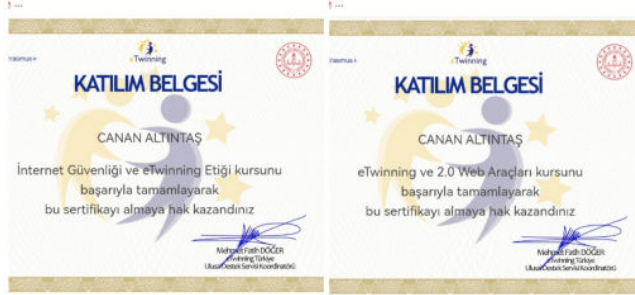 eTwinning
KATILIM BELGESİ
CANAN ALTINTAŞ
İnternet Güvenliği ve eTwinning Etiği kursunu
başarıyla tamamlayarak
bu sertifikayı almaya hak kazandınız
Mehmet Fatih DÖĞER
eTwinning Türkiye
Ulusal Destek Servisi Koordinatörü
eTwinning
KATILIM BELGESİ
CANAN ALTINTAŞ
eTwinning ve 2.0 Web Araçları kursunu
başarıyla tamamlayarak
bu sertifikayı almaya hak kazandınız
Mehmet Fatih DÖĞER
eTwinning Türkiye
Ulusal Destek Servisi Koordinatörü